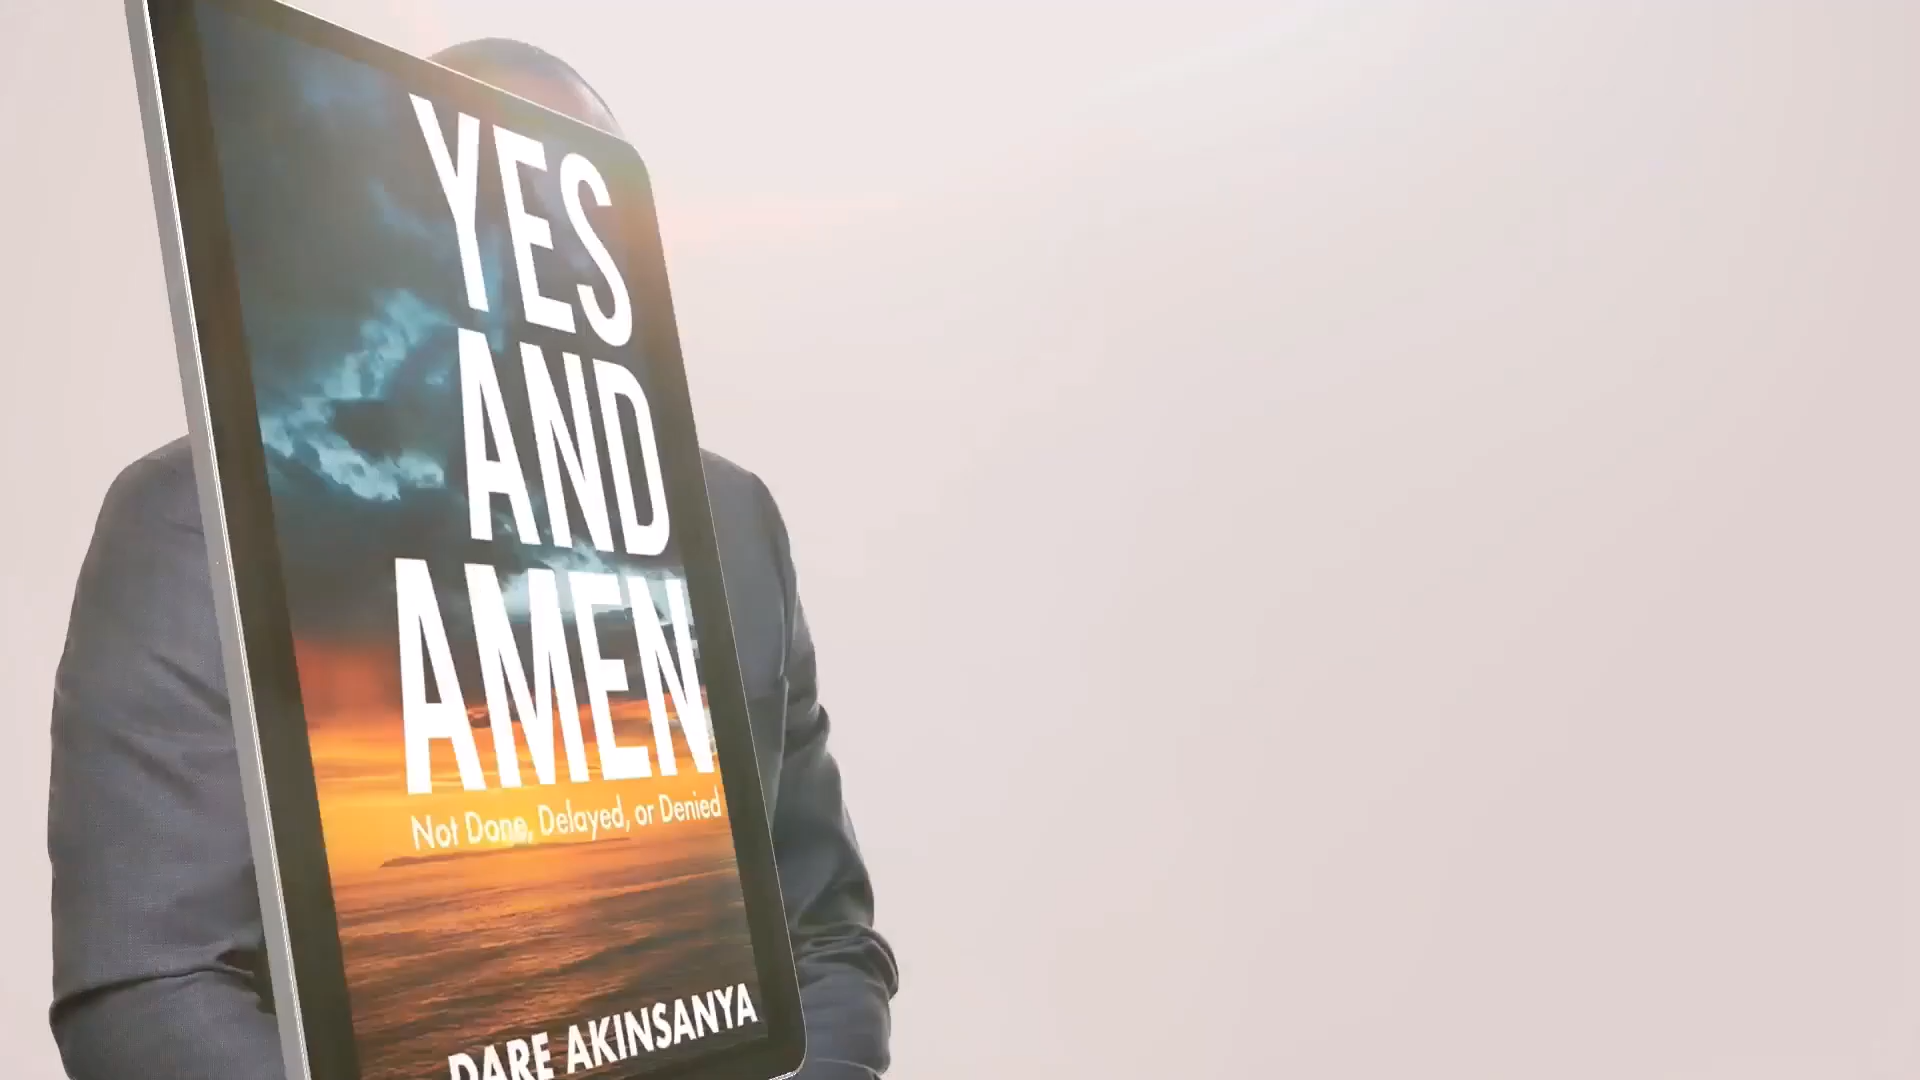 YES
AND
AMEN
Not Done, Delayed, or Denied
DARE AKINSANYA